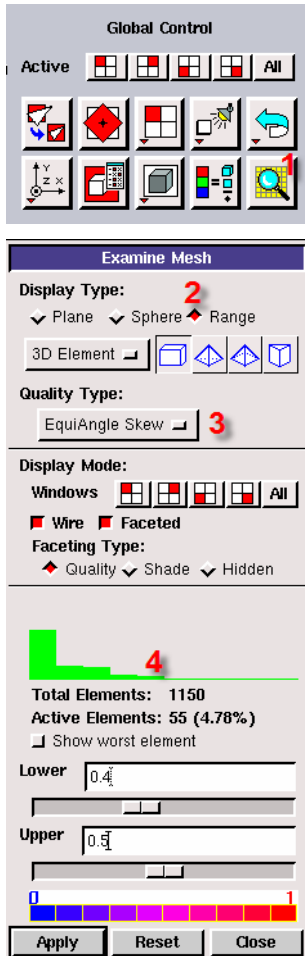 Global Control
Active All
Y
Z X
1
Examine Mesh
Display Type:
2
Plane Sphere Range
3D Element
Quality Type:
EquiAngle Skew 3
Display Mode:
Windows All
Wire Faceted
Faceting Type:
Quality Shade Hidden
4
Total Elements: 1150
Active Elements: 55 (4.78%)
Show worst element
Lower 0.4
Upper 0.5
0 1
Apply Reset Close